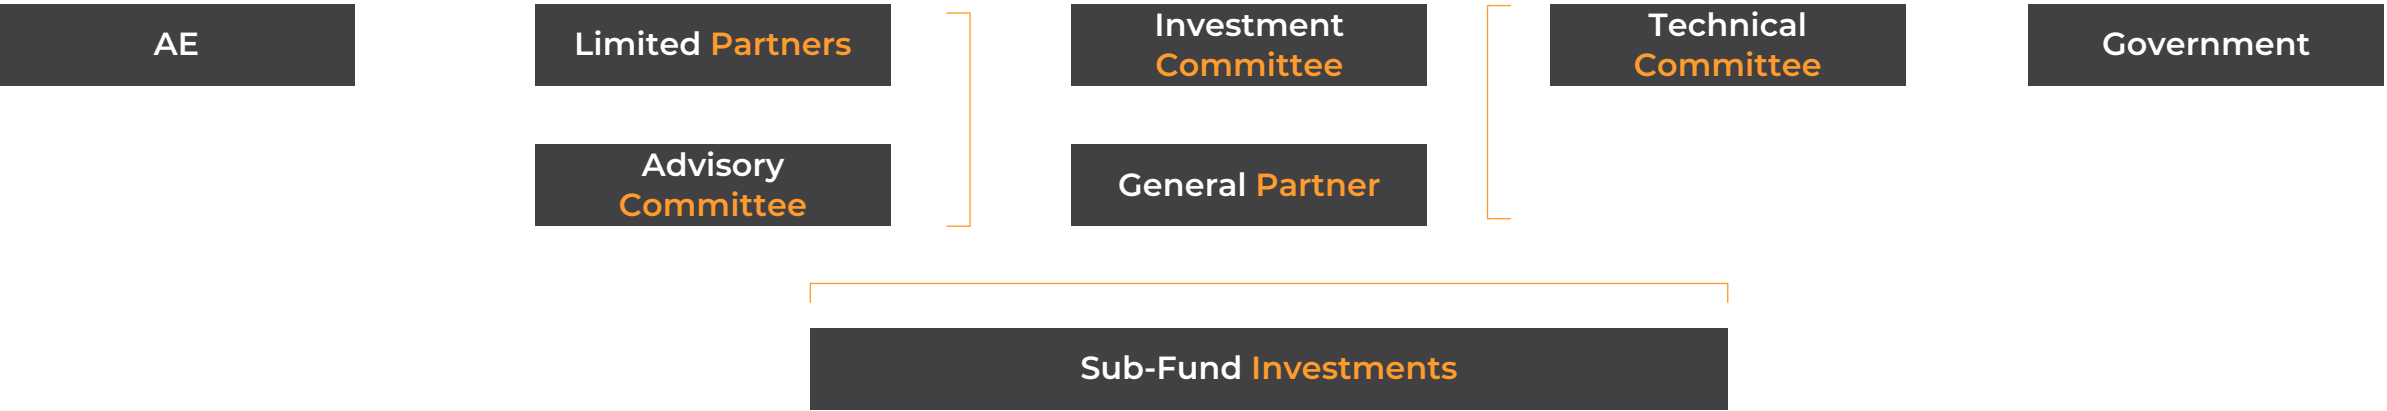 AE
Limited Partners
Investment
Committee
Technical
Committee
Government
Advisory
Committee
General Partner
Sub-Fund Investments